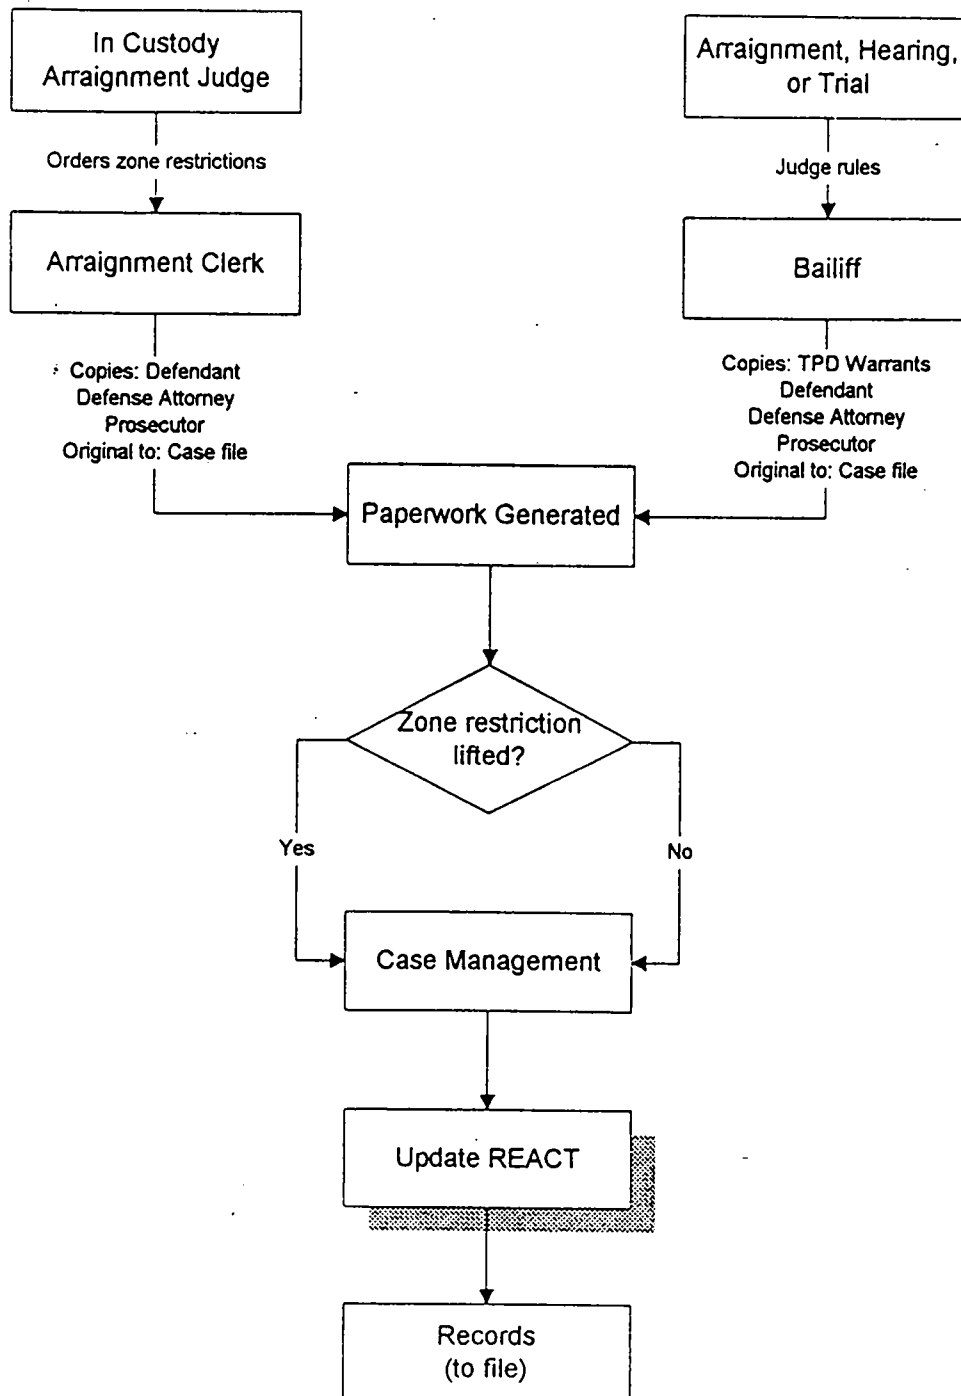 In Custody
Arraignment Judge
Arraignment, Hearing,
or Trial
Orders zone restrictions
Judge rules
Arraignment Clerk
Bailiff
Copies: Defendant
Defense Attorney
Prosecutor
Original to: Case file
Copies: TPD Warrants
Defendant
Defense Attorney
Prosecutor
Original to: Case file
Paperwork Generated
Zone restriction
lifted?
Yes
No
Case Management
Update REACT
Records
(to file)